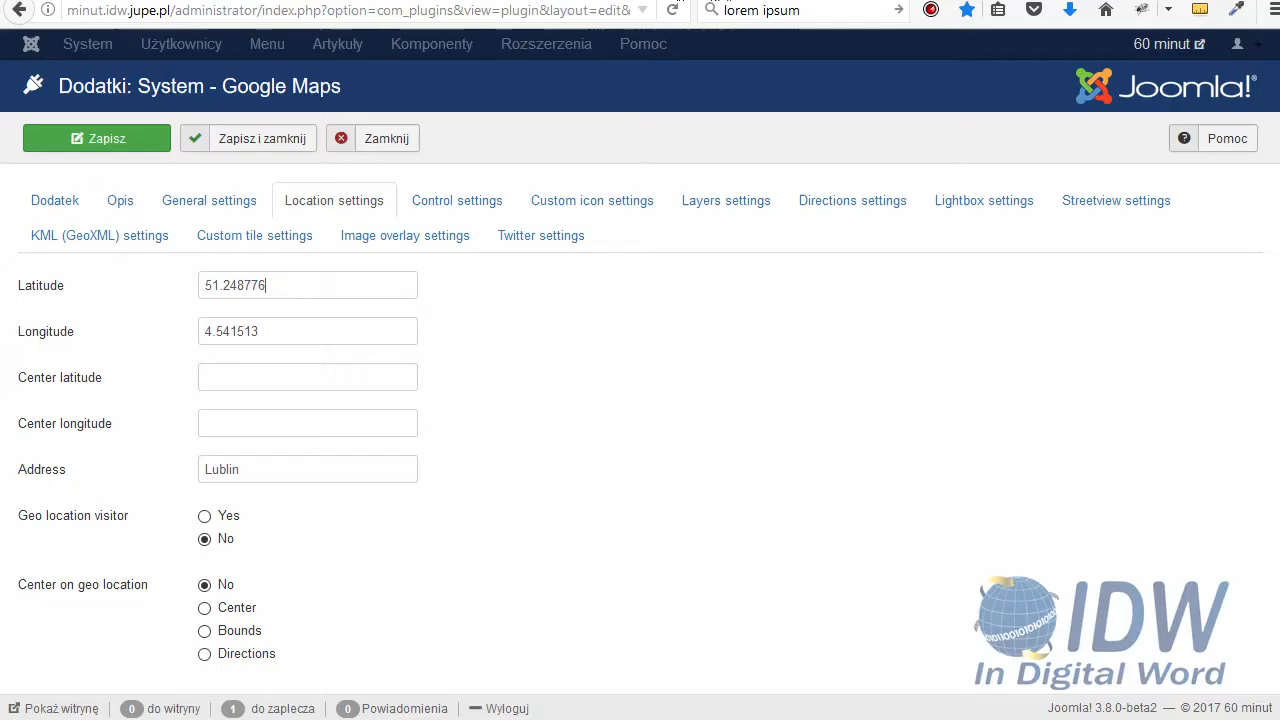 minut.idw.jupe.pl/administrator/index.php?option=com_plugins&view=plugin&layout=edit& lorem ipsum
System Użytkownicy Menu Artykuły Komponenty Rozszerzenia Pomoc 60 minut
Dodatki: System - Google Maps Joomla!®
Zapisz Zapisz i zamknij Zamknij Pomoc
Dodatek Opis General settings Location settings Control settings Custom icon settings Layers settings Directions settings Lightbox settings Streetview settings
KML (GeoXML) settings Custom tile settings Image overlay settings Twitter settings
Latitude 51.248776
Longitude 4.541513
Center latitude
Center longitude
Address Lublin
Geo location visitor Yes
No
Center on geo location No
Center
Bounds
Directions
IDW
In Digital Word
Pokaż witrynę 0 do witryny 1 do zaplecza 0 Powiadomienia Wyloguj Joomla! 3.8.0-beta2 — © 2017 60 minut